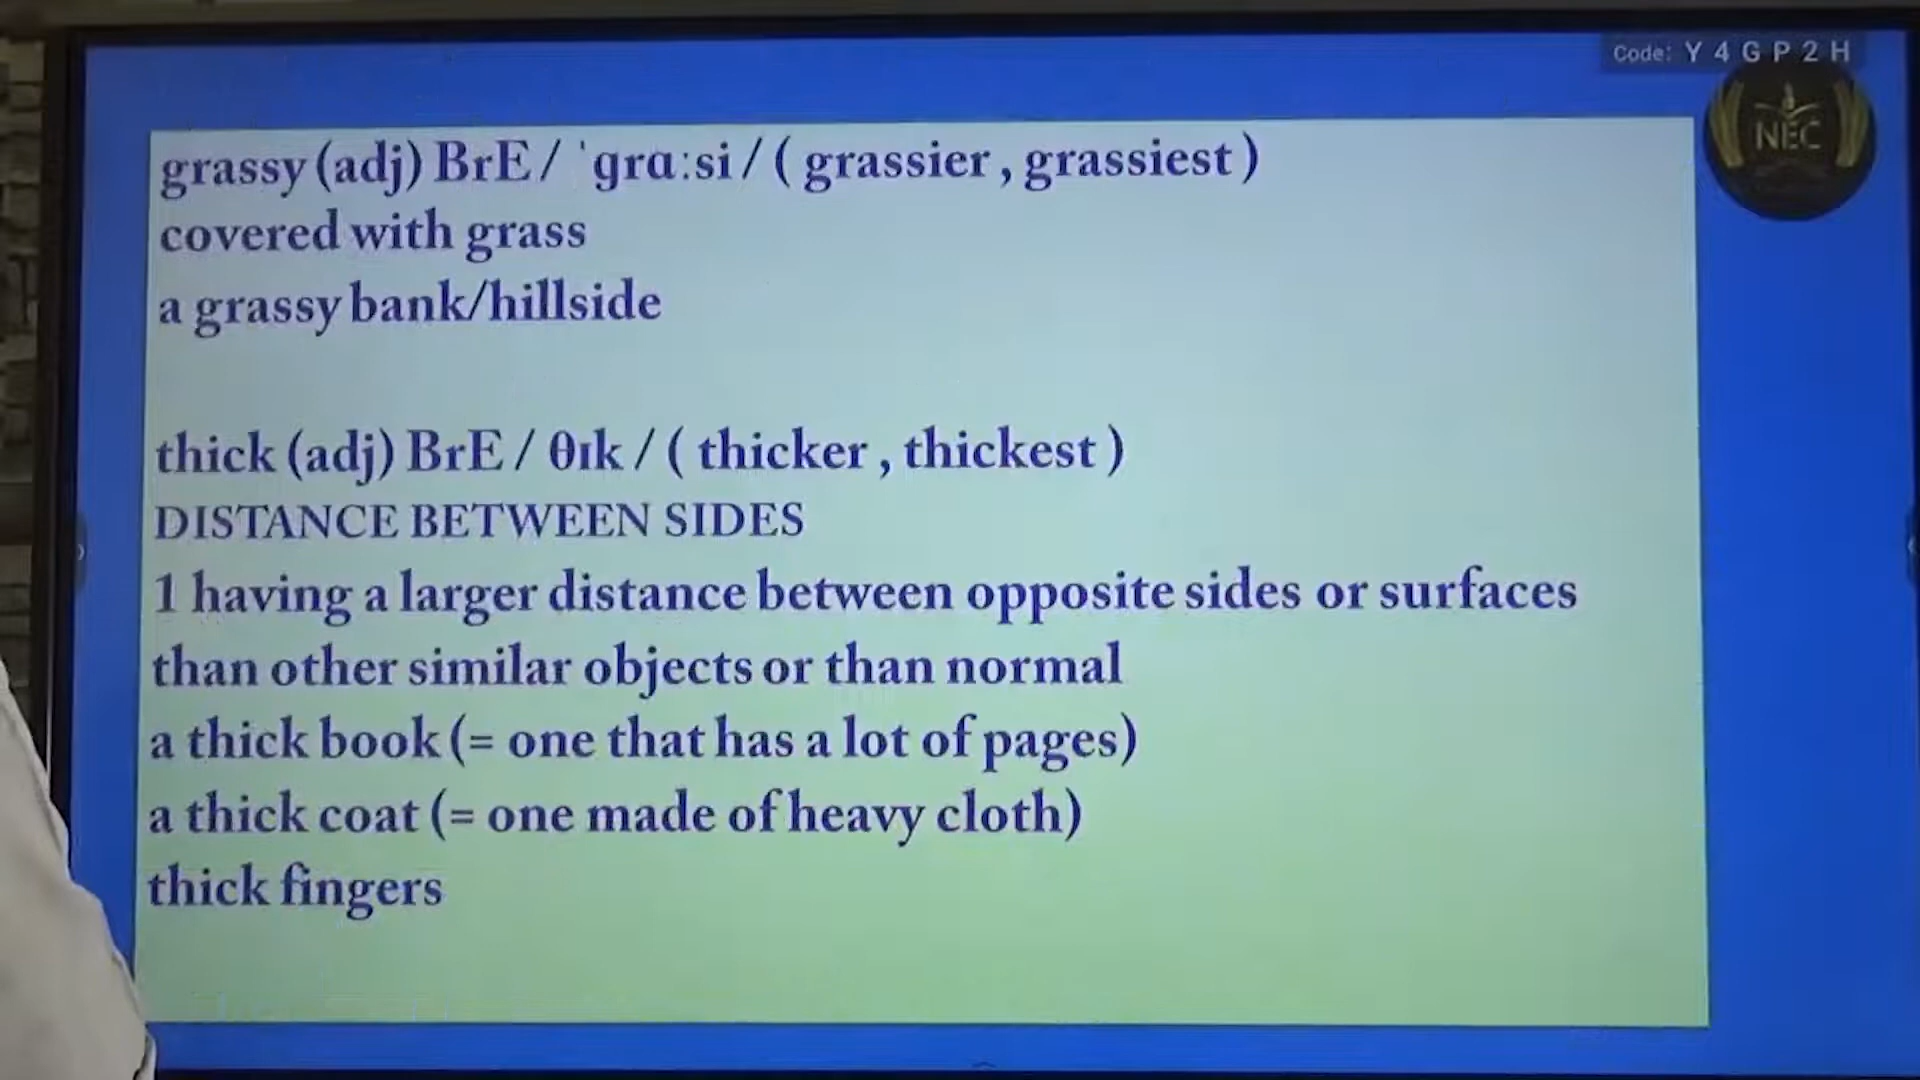 Code: Y 4 G P 2 H
NEC
grassy (adj) BrE / ˈɡrɑːsi / ( grassier , grassiest )
covered with grass
a grassy bank/hillside
thick (adj) BrE / θɪk / ( thicker , thickest )
DISTANCE BETWEEN SIDES
1 having a larger distance between opposite sides or surfaces
than other similar objects or than normal
a thick book (= one that has a lot of pages)
a thick coat (= one made of heavy cloth)
thick fingers